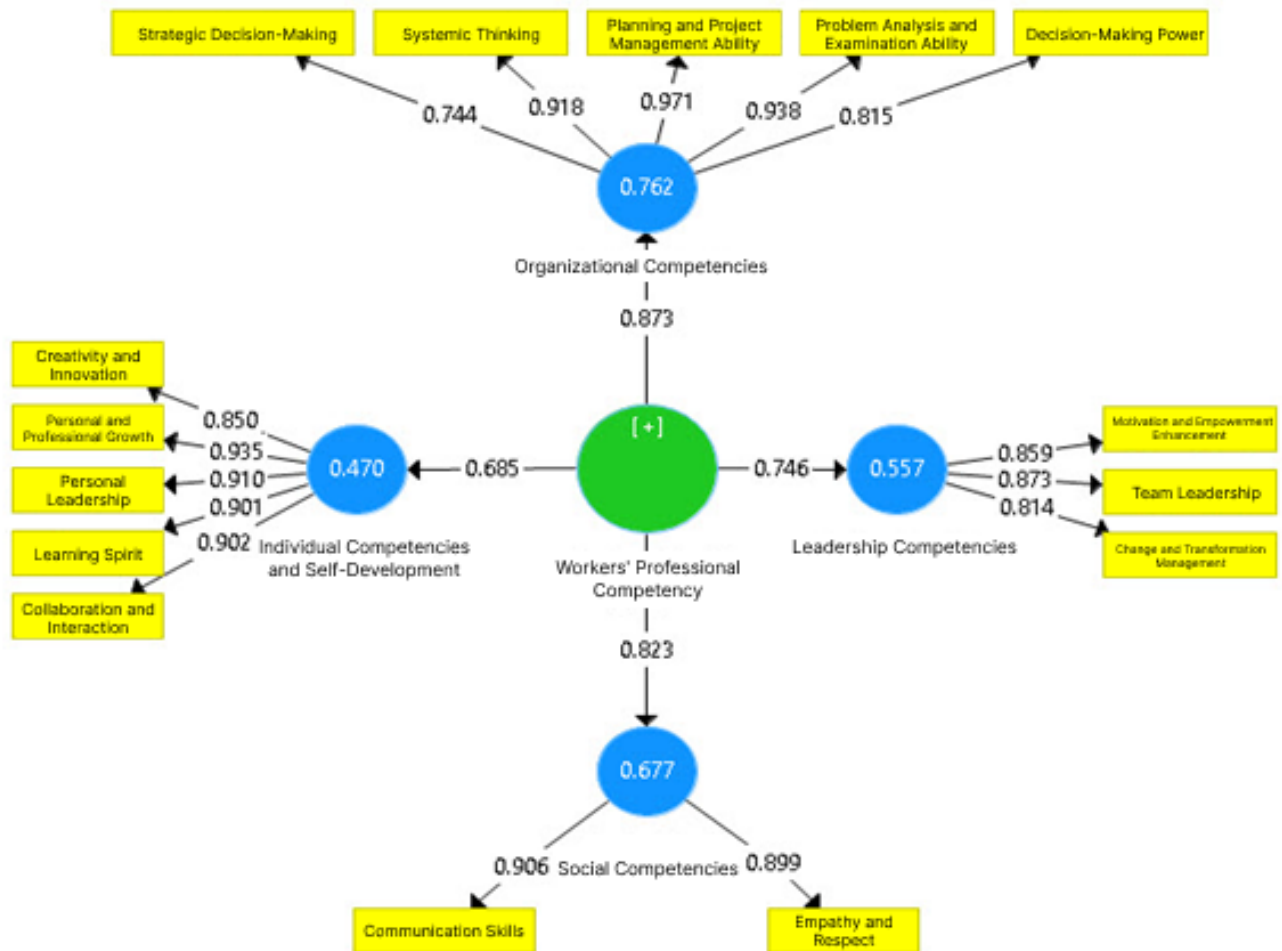 Strategic Decision-Making
Systemic Thinking
Planning and Project
Management Ability
Problem Analysis and
Examination Ability
Decision-Making Power
0.744
0.918
0.971
0.938
0.815
0.762
Organizational Competencies
0.873
Creativity and
Innovation
Personal and
Professional Growth
Personal
Leadership
Learning Spirit
Collaboration and
Interaction
0.850
0.935
0.910
0.901
0.902
0.470
Individual Competencies
and Self-Development
0.685
[+]
Workers' Professional
Competency
0.746
0.557
Leadership Competencies
0.859
0.873
0.814
Motivation and Empowerment
Enhancement
Team Leadership
Change and Transformation
Management
0.823
0.677
0.906
Social Competencies
0.899
Communication Skills
Empathy and
Respect